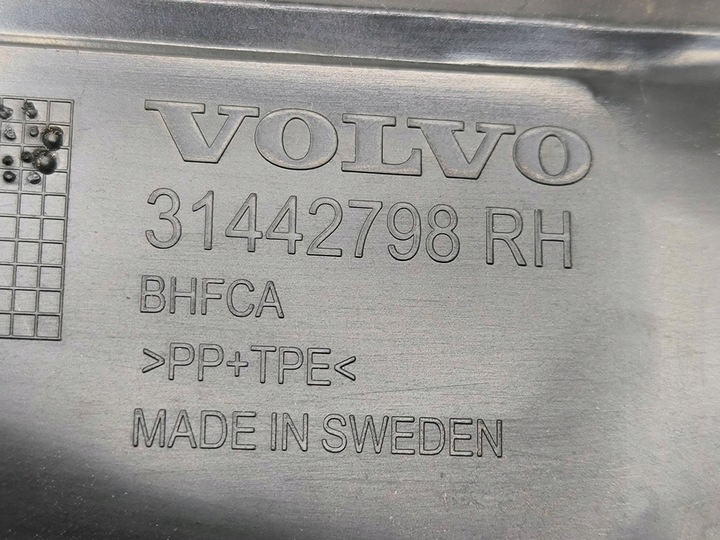 VOLVO
31442798 RH
BHFCA
>PP+TPE<
MADE IN SWEDEN